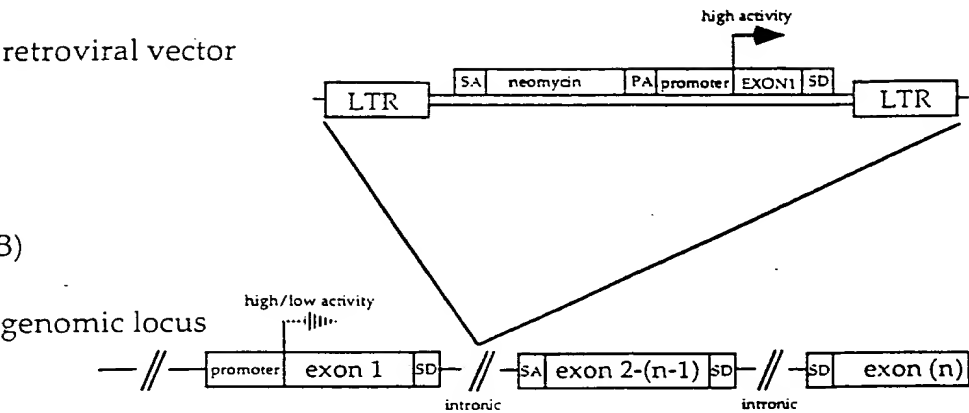 high activity
retroviral vector
SA neomycin PA promoter EXON1 SD
LTR LTR
B)
high/low activity
genomic locus
promoter exon 1 SD SA exon 2-(n-1) SD SD exon (n)
intronic intronic